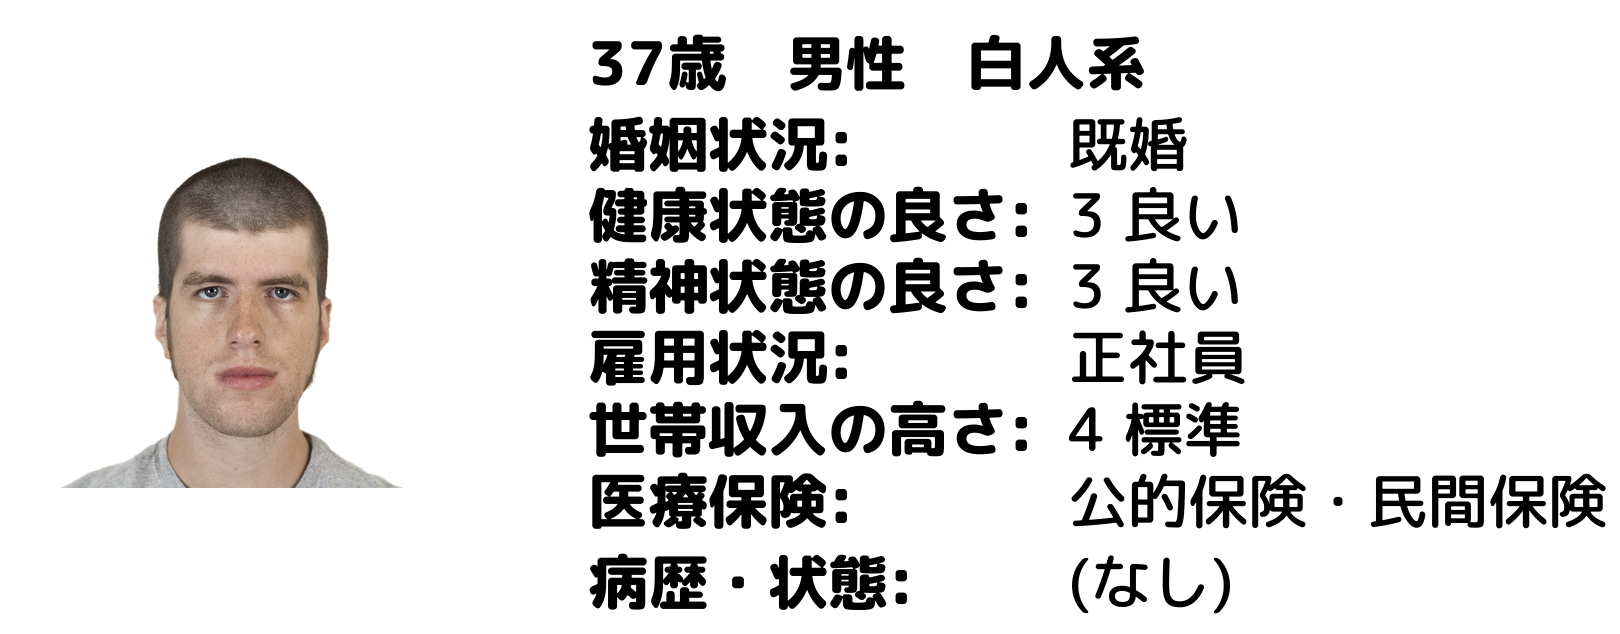 37歳　男性　白人系
婚姻状況: 既婚
健康状態の良さ: 3 良い
精神状態の良さ: 3 良い
雇用状況: 正社員
世帯収入の高さ: 4 標準
医療保険: 公的保険・民間保険
病歴・状態: (なし)